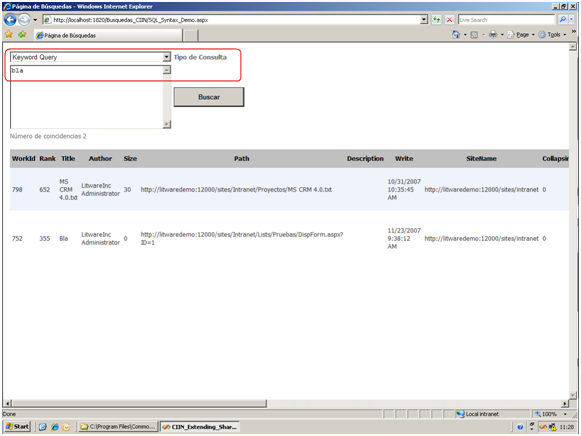 Página de Búsquedas - Windows Internet Explorer
http://localhost:1820/Busquedas_CIIN/SQL_Syntax_Demo.aspx
Live Search
Página de Búsquedas
Page
Tools
Keyword Query
Tipo de Consulta
bla
Buscar
Número de coincidencias 2
WorkId Rank Title Author Size Path Description Write SiteName Collapsin
798 652 MS CRM 4.0.txt LitwareInc Administrator 30 http://litwaredemo:12000/sites/Intranet/Proyectos/MS CRM 4.0.txt 10/31/2007 10:35:45 AM http://litwaredemo:12000/sites/intranet 0
752 355 Bla LitwareInc Administrator 0 http://litwaredemo:12000/sites/Intranet/Lists/Pruebas/DispForm.aspx?ID=1 11/23/2007 9:38:12 AM http://litwaredemo:12000/sites/intranet 0
Done
Local intranet
100%
Start
C:\Program Files\Commo...
CIIN_Extending_Shar...
11:28